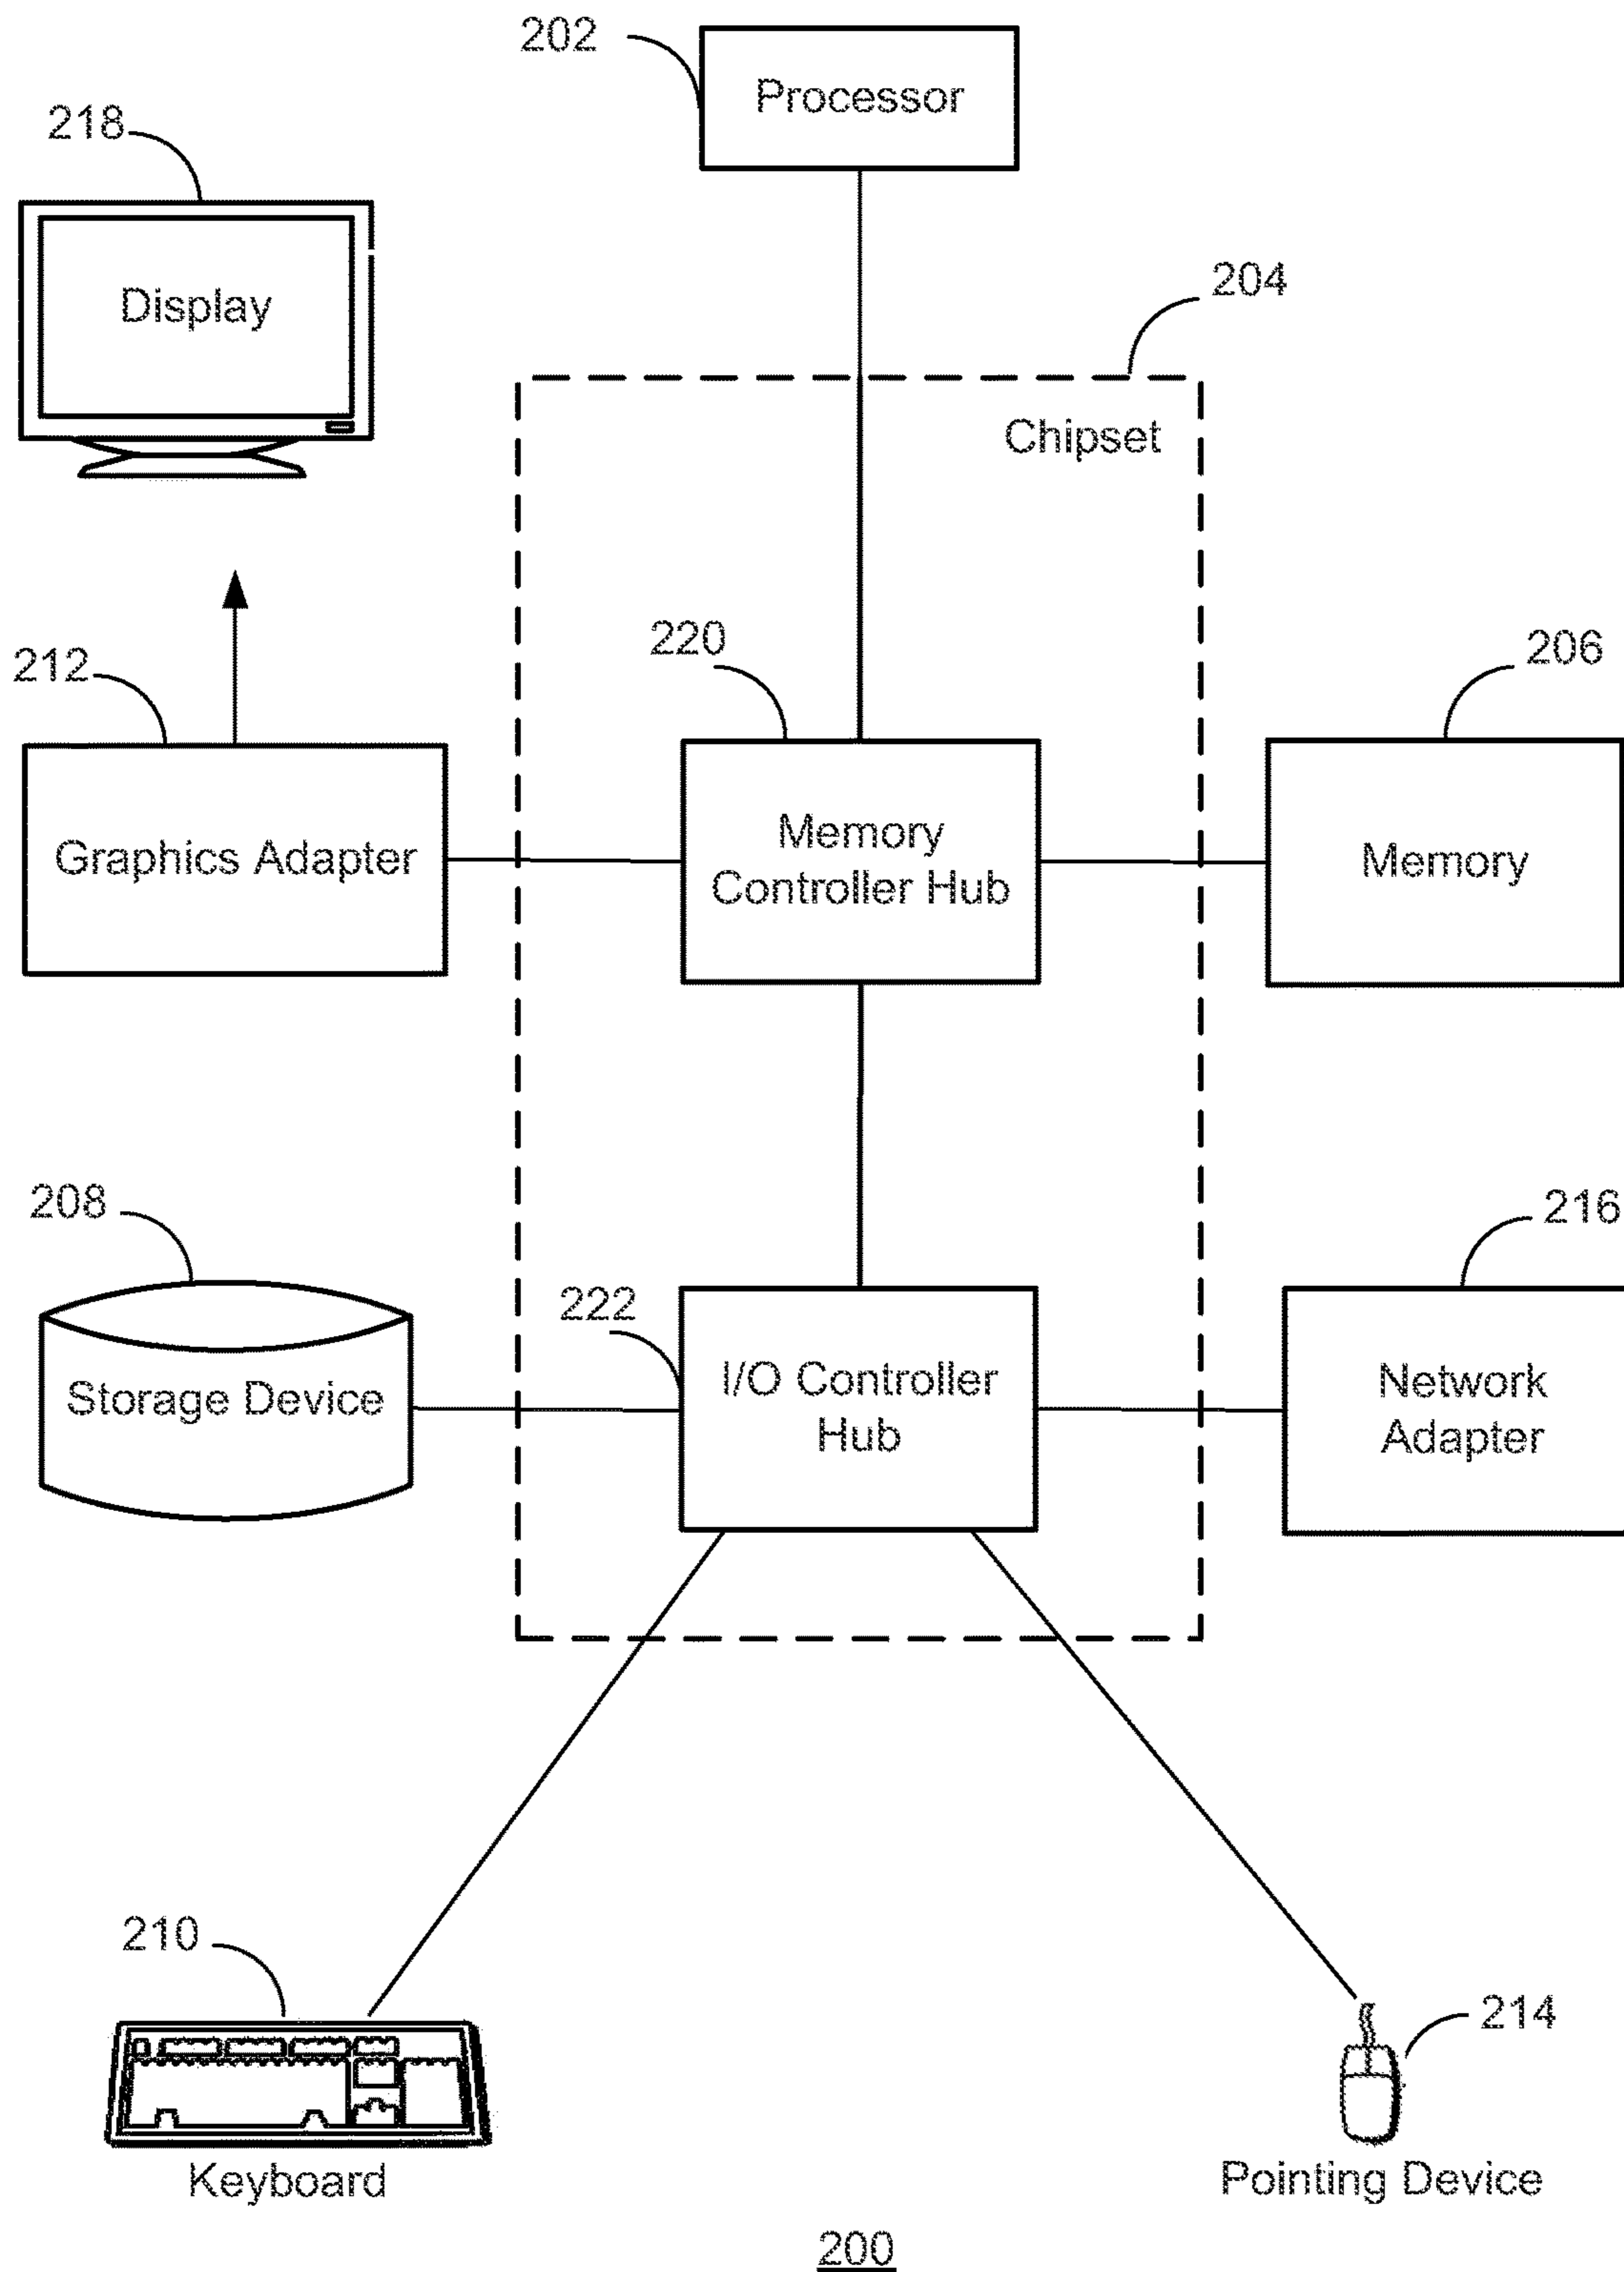 202
Processor
218
Display
204
Chipset
220
212
206
Graphics Adapter
Memory
Controller Hub
Memory
208
216
222
Storage Device
I/O Controller
Hub
Network
Adapter
210
214
Keyboard
Pointing Device
200